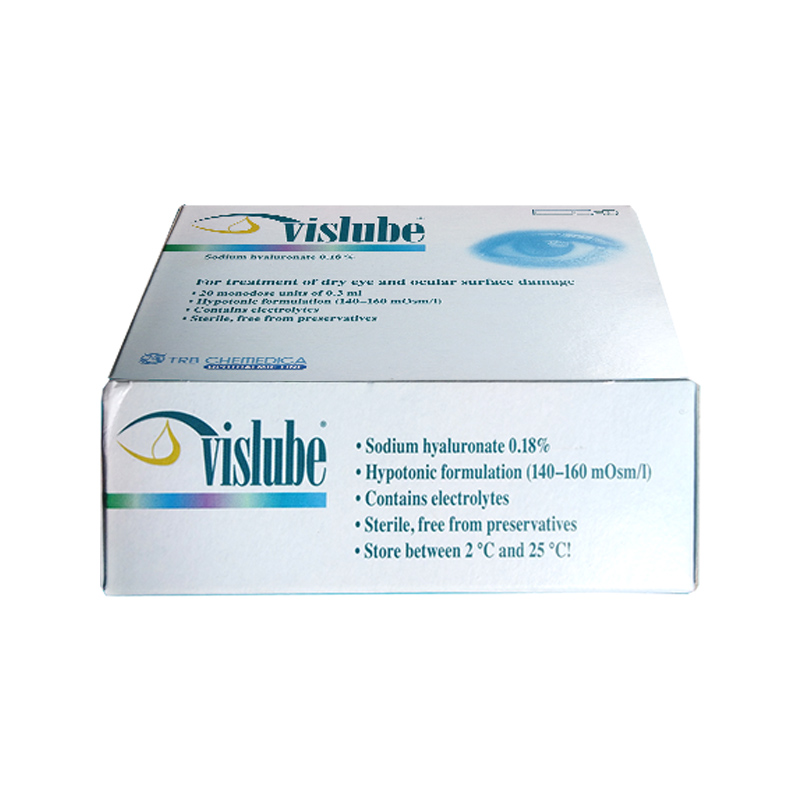 vislube
Sodium hyaluronate 0.18 %
For treatment of dry eye and ocular surface damage
• 20 monodose units of 0.3 ml
• Hypotonic formulation (140–160 mOsm/l)
• Contains electrolytes
• Sterile, free from preservatives
TRB CHEMEDICA
OPHTHALMIC LINE
vislube®
• Sodium hyaluronate 0.18%
• Hypotonic formulation (140–160 mOsm/l)
• Contains electrolytes
• Sterile, free from preservatives
• Store between 2 °C and 25 °C!